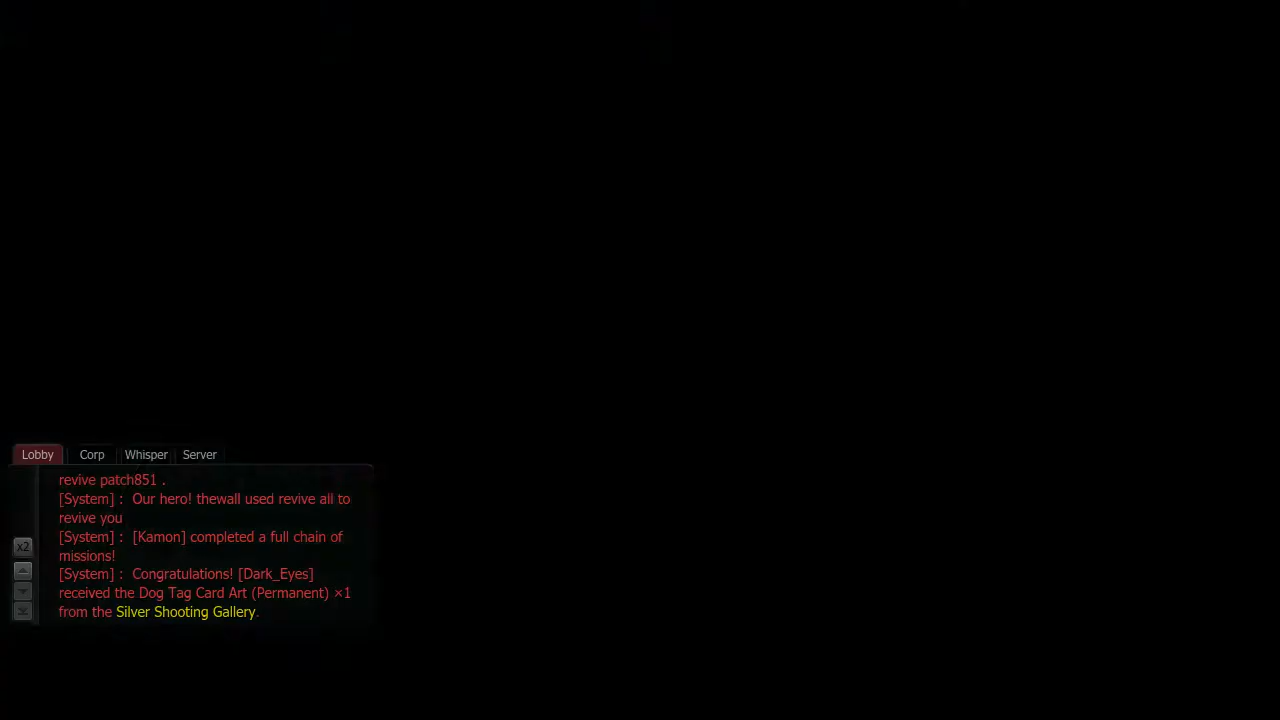 Lobby Corp Whisper Server
revive patch851 .
[System] :  Our hero! thewall used revive all to
revive you
[System] :  [Kamon] completed a full chain of
x2
missions!
[System] :  Congratulations! [Dark_Eyes]
received the Dog Tag Card Art (Permanent) ×1
from the Silver Shooting Gallery.